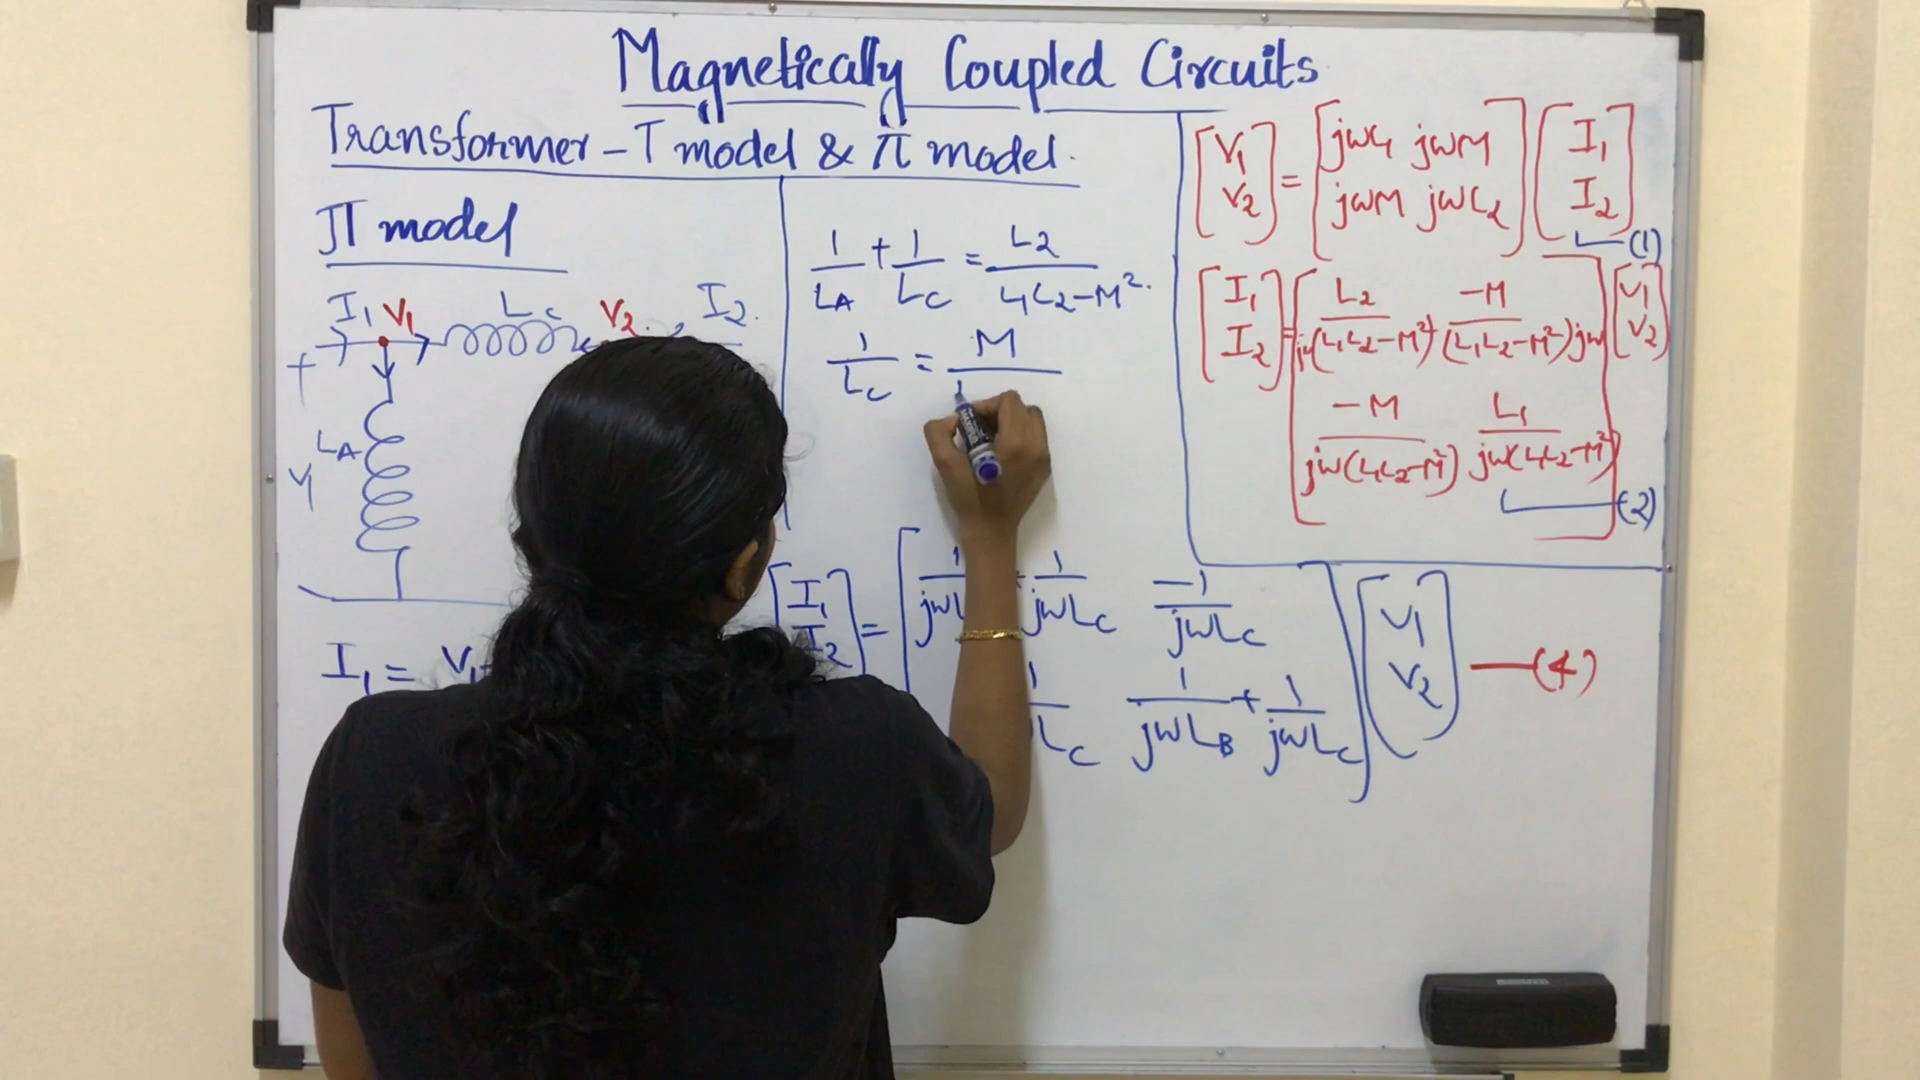 Magnetically Coupled Circuits
Transformer - T model & π model.
π model
I1 V1 Lc V2 I2.
+
LA
V1
I1 = V1
1/LA + 1/LC = L2/L1L2-M².
1/LC = M
[V1 V2] = [jωL1 jωM
jωM jωL2] [I1 I2]
(1)
[I1 I2] = [L2/jω(L1L2-M²) -M/(L1L2-M²)jω
-M/jω(L1L2-M²) L1/jω(L1L2-M²)] [V1 V2]
(2)
[I1 I2] = [1/jωL + 1/jωLC -1/jωLC
1/LC 1/jωLB + 1/jωLC] [V1 V2] —(4)